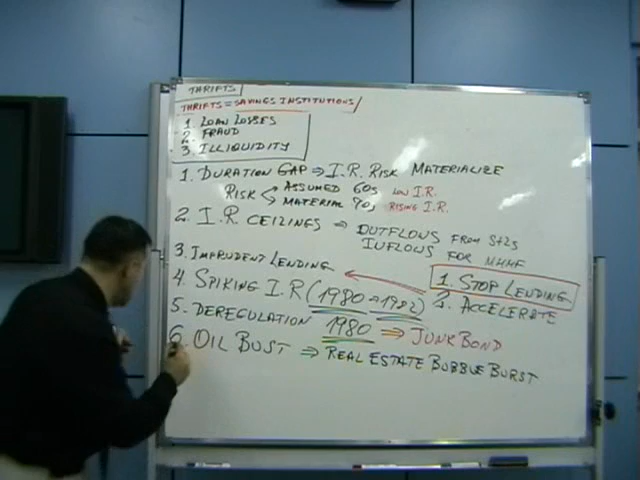 THRIFTS
THRIFTS = SAVINGS INSTITUTIONS
1 LOAN LOSSES
2. FRAUD
3. ILLIQUIDITY
1. DURATION GAP ⇒ I.R. RISK MATERIALIZE
RISK ASSUMED 60s LOW I.R.
MATERIAL 70s RISING I.R.
2. I.R CEILINGS ⇒ OUTFLOWS FROM S+Ls
INFLOWS FOR MMMF
3. IMPRUDENT LENDING
1. STOP LENDING
4. SPIKING I.R (1980 → 1982)
2. ACCELERATE
5. DEREGULATION 1980 ⇒ JUNK BOND
6. OIL BUST ⇒ REAL ESTATE BUBBLE BURST